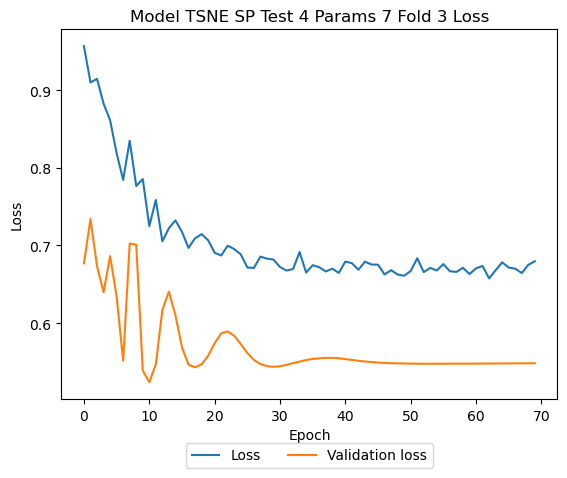 Model TSNE SP Test 4 Params 7 Fold 3 Loss
0.9
0.8
0.7
0.6
Loss
0 10 20 30 40 50 60 70
Epoch
Loss Validation loss